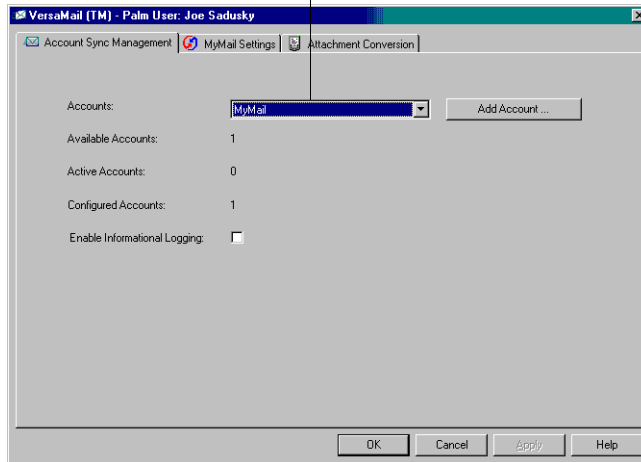 VersaMail (TM) - Palm User: Joe Sadusky
Account Sync Management MyMail Settings Attachment Conversion
Accounts: MyMail Add Account ...
Available Accounts: 1
Active Accounts: 0
Configured Accounts: 1
Enable Informational Logging:
OK Cancel Apply Help